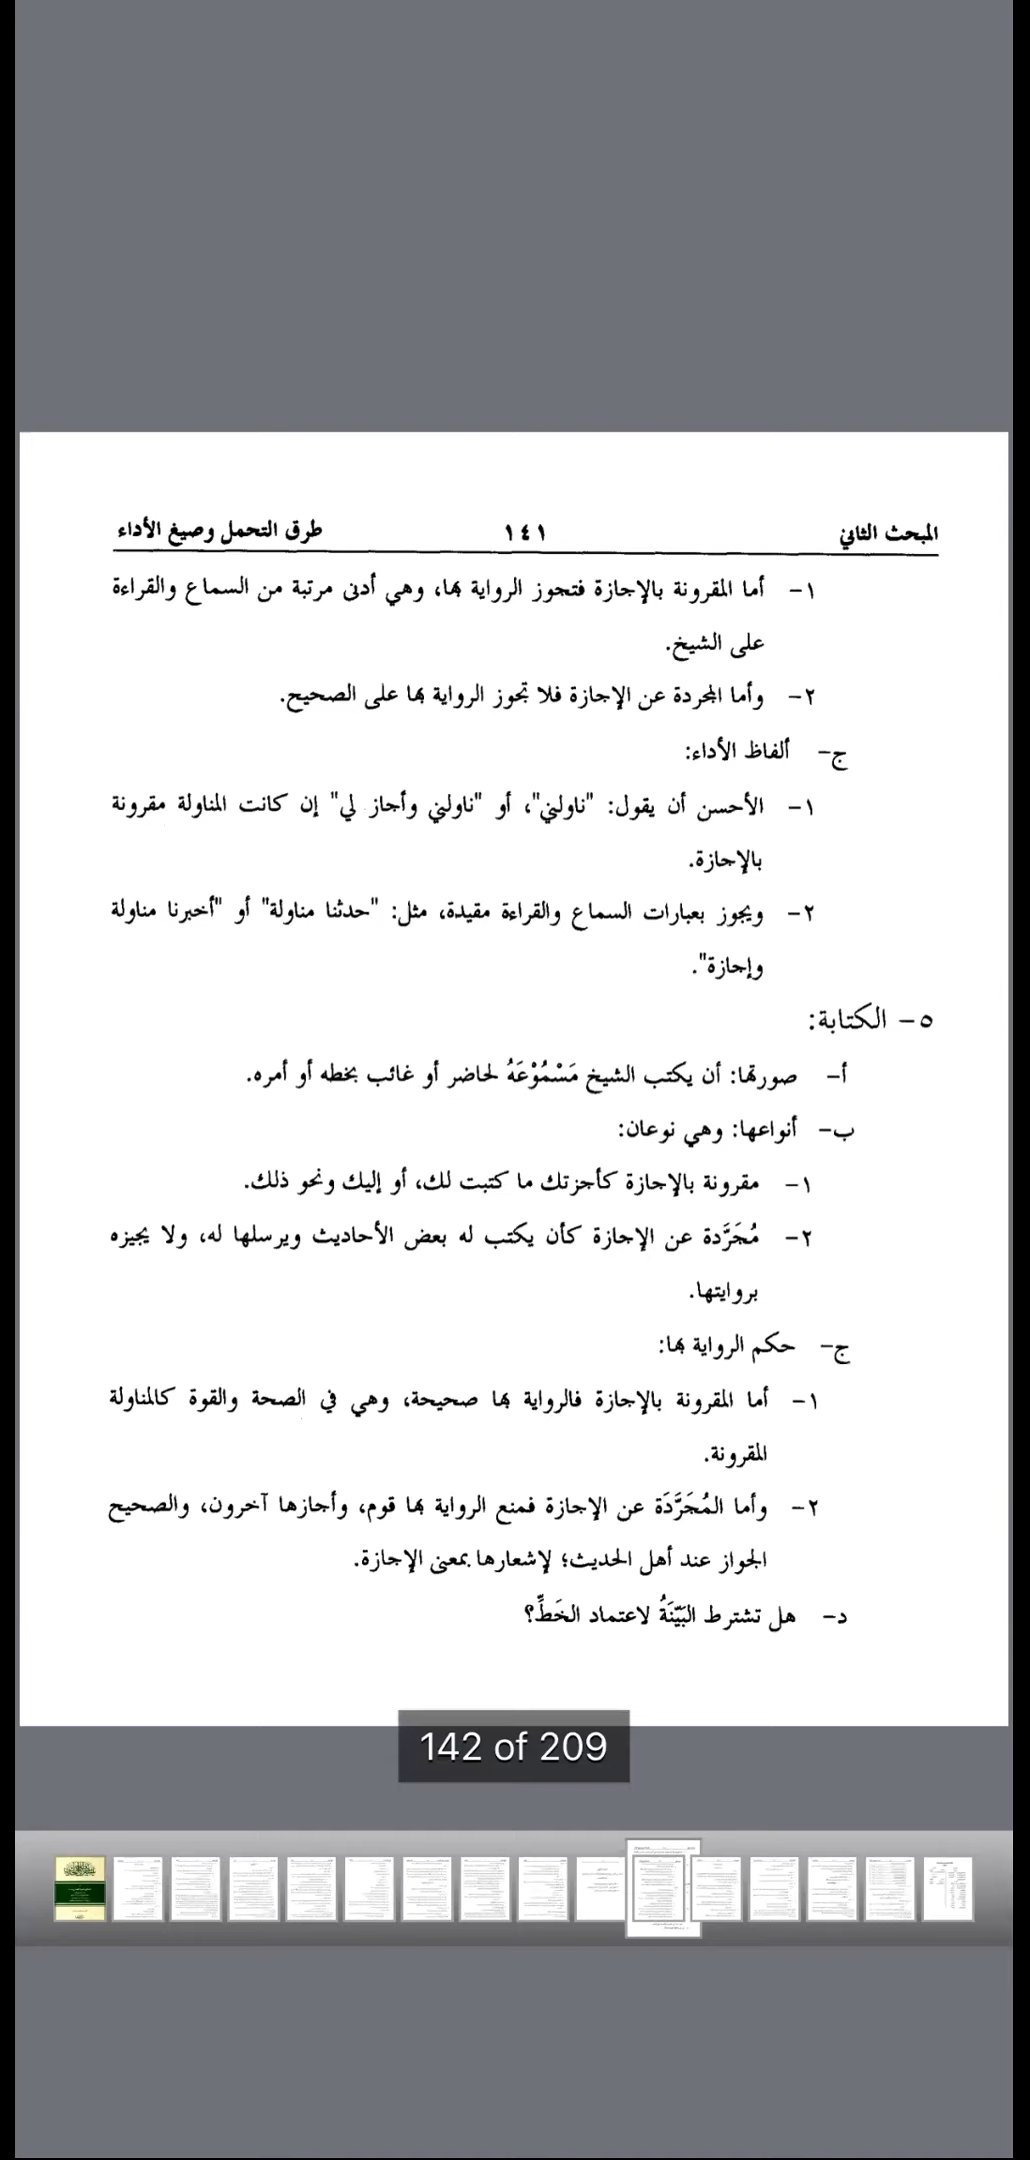 المبحث الثاني ١٤١ طرق التحمل وصيغ الأداء
١- أما المقرونة بالإجازة فتجوز الرواية بها، وهي أدنى مرتبة من السماع والقراءة
على الشيخ.
٢- وأما المجردة عن الإجازة فلا تجوز الرواية بها على الصحيح.
ج- ألفاظ الأداء:
١- الأحسن أن يقول: "ناولني"، أو "ناولني وأجاز لي" إن كانت المناولة مقرونة
بالإجازة.
٢- ويجوز بعبارات السماع والقراءة مقيدة، مثل: "حدثنا مناولة" أو "أخبرنا مناولة
وإجازة".
٥- الكتابة:
أ- صورتها: أن يكتب الشيخ مَسْمُوْعَهُ لحاضر أو غائب بخطه أو أمره.
ب- أنواعها: وهي نوعان:
١- مقرونة بالإجازة كأجزتك ما كتبت لك، أو إليك ونحو ذلك.
٢- مُجَرَّدة عن الإجازة كأن يكتب له بعض الأحاديث ويرسلها له، ولا يجيزه
بروايتها.
ج- حكم الرواية بها:
١- أما المقرونة بالإجازة فالرواية بها صحيحة، وهي في الصحة والقوة كالمناولة
المقرونة.
٢- وأما المُجَرَّدَة عن الإجازة فمنع الرواية بها قوم، وأجازها آخرون، والصحيح
الجواز عند أهل الحديث؛ لإشعارها بمعنى الإجازة.
د- هل تشترط البَيّنَةُ لاعتماد الخَطِّ؟
142 of 209